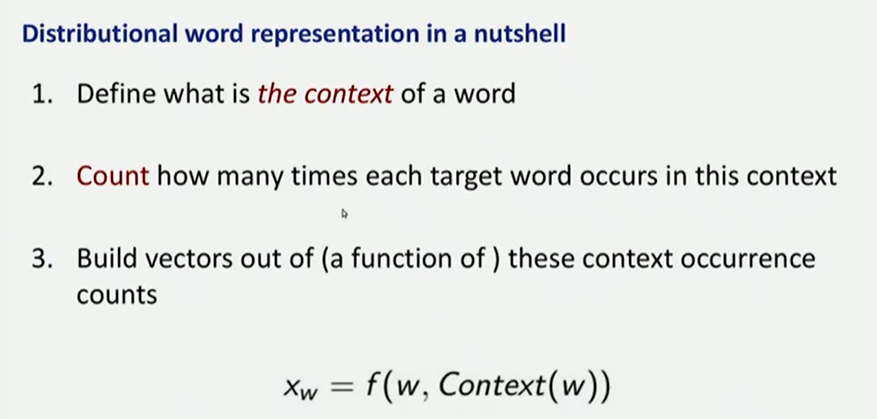 Distributional word representation in a nutshell
1. Define what is the context of a word
2. Count how many times each target word occurs in this context
3. Build vectors out of (a function of ) these context occurrence
counts
x_w = f(w, Context(w))